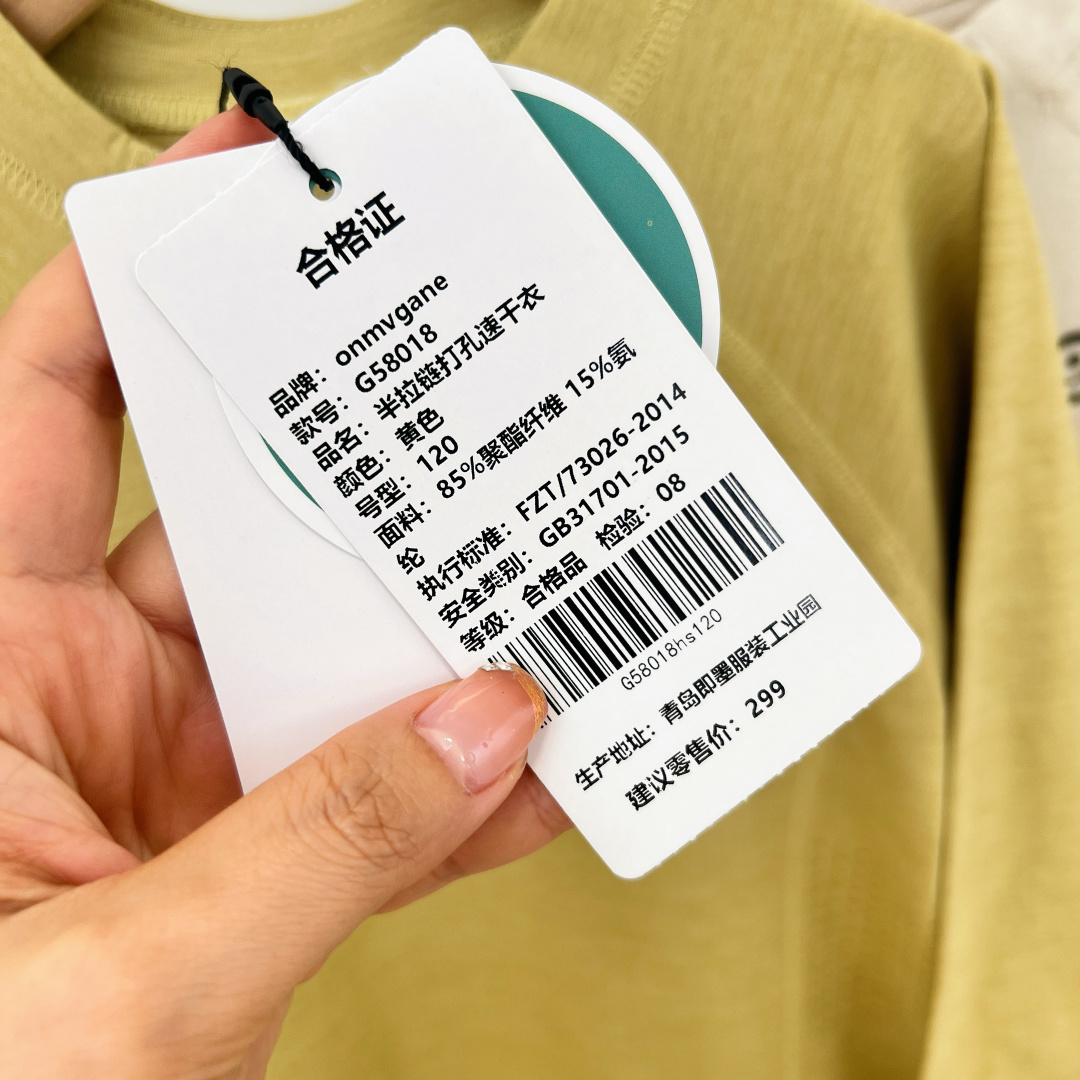 合格证
品牌：onmvgane
款号：G58018
品名：半拉链打孔速干衣
颜色：黄色
号型：120
面料：85%聚酯纤维 15%氨
纶
执行标准：FZT/73026-2014
安全类别：GB31701-2015
等级：合格品 检验：08
G58018hs120
生产地址：青岛即墨服装工业园
建议零售价：299